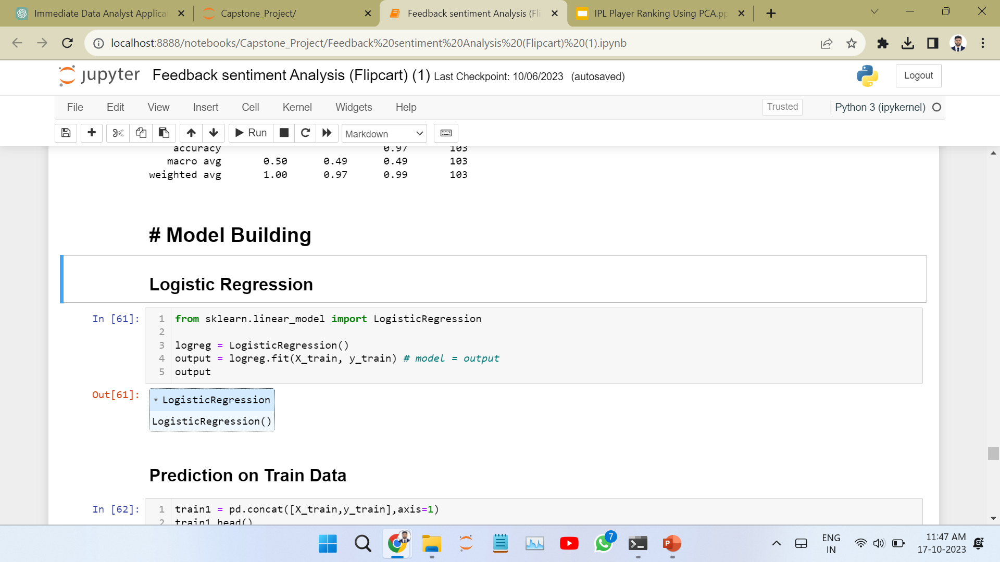 Immediate Data Analyst Applicat
Capstone_Project/
Feedback sentiment Analysis (Fli
IPL Player Ranking Using PCA.pp
localhost:8888/notebooks/Capstone_Project/Feedback%20sentiment%20Analysis%20(Flipcart)%20(1).ipynb
jupyter Feedback sentiment Analysis (Flipcart) (1) Last Checkpoint: 10/06/2023 (autosaved)
Logout
File Edit View Insert Cell Kernel Widgets Help
Trusted
Python 3 (ipykernel)
Run
Markdown
accuracy 0.97 103
macro avg 0.50 0.49 0.49 103
weighted avg 1.00 0.97 0.99 103
# Model Building
Logistic Regression
In [61]:
1 from sklearn.linear_model import LogisticRegression
2
3 logreg = LogisticRegression()
4 output = logreg.fit(X_train, y_train) # model = output
5 output
Out[61]:
LogisticRegression
LogisticRegression()
Prediction on Train Data
In [62]:
1 train1 = pd.concat([X_train,y_train],axis=1)
2 train1.head()
7
ENG
IN
11:47 AM
17-10-2023